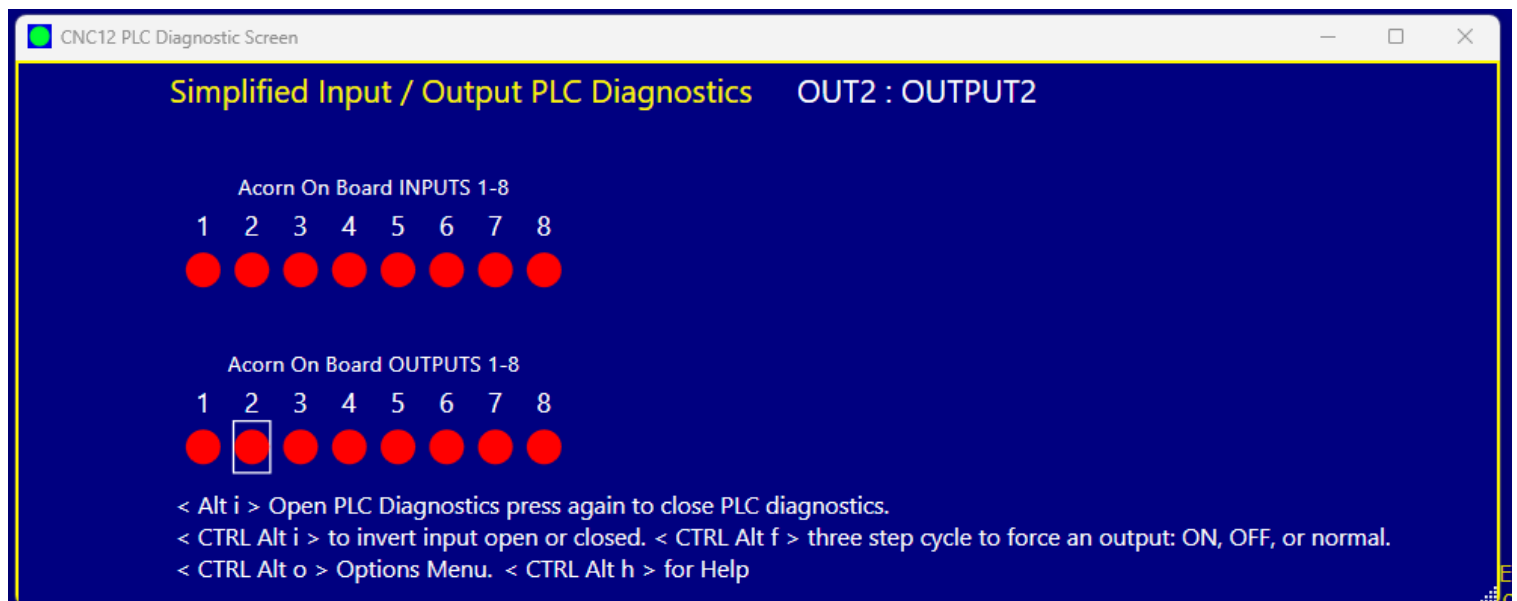 CNC12 PLC Diagnostic Screen
Simplified Input / Output PLC Diagnostics OUT2 : OUTPUT2
Acorn On Board INPUTS 1-8
1 2 3 4 5 6 7 8
Acorn On Board OUTPUTS 1-8
1 2 3 4 5 6 7 8
< Alt i > Open PLC Diagnostics press again to close PLC diagnostics.
< CTRL Alt i > to invert input open or closed. < CTRL Alt f > three step cycle to force an output: ON, OFF, or normal.
< CTRL Alt o > Options Menu. < CTRL Alt h > for Help